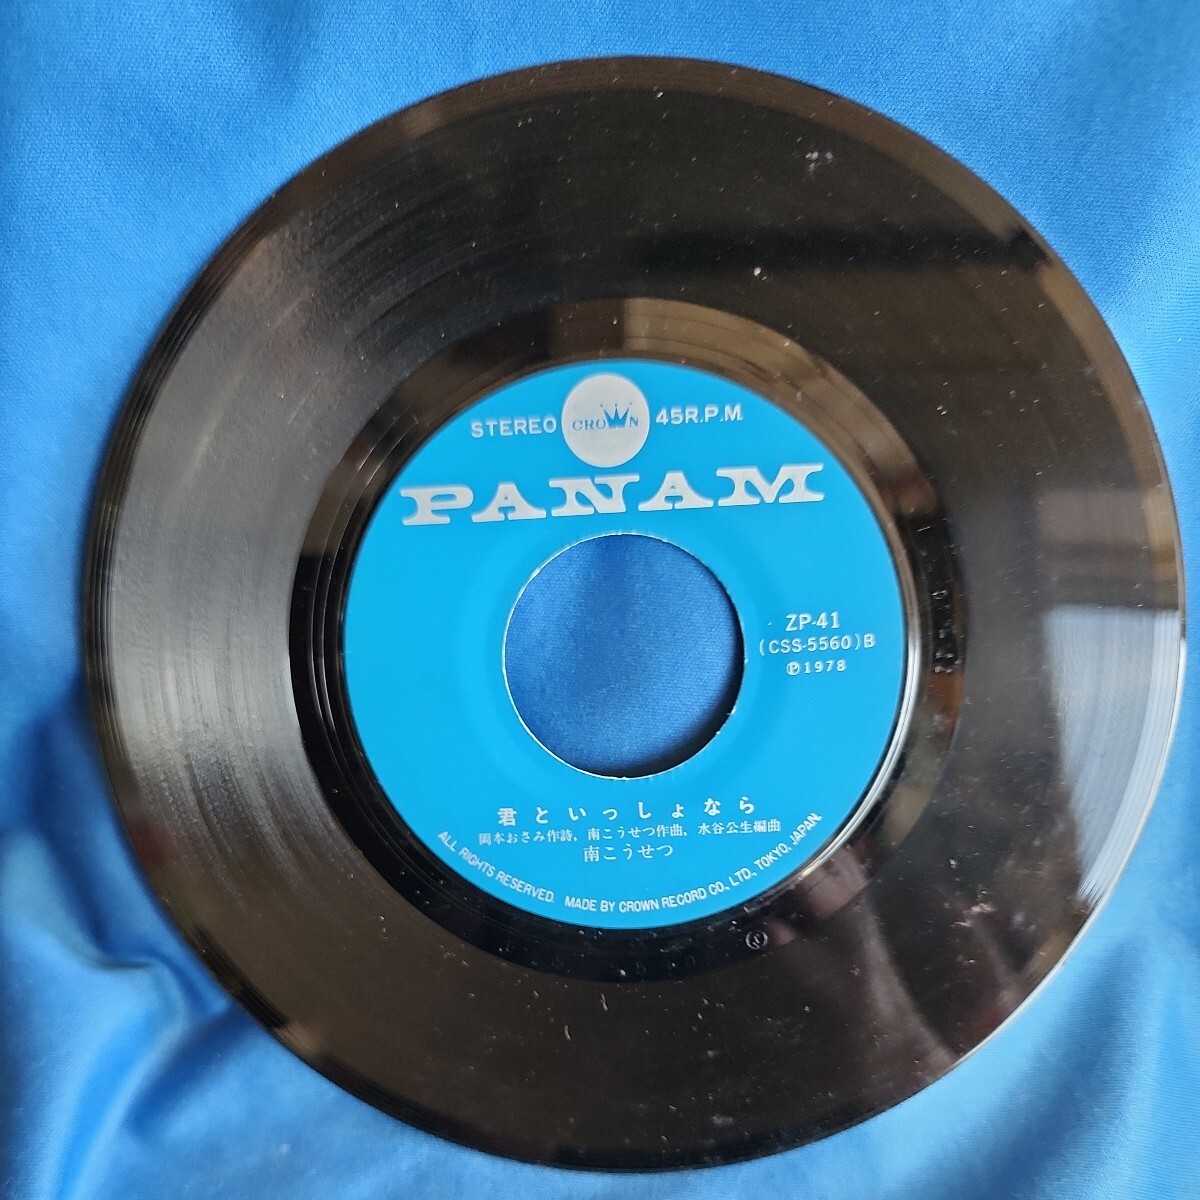 STEREO CROWN 45R.P.M.
PANAM
ZP-41
(CSS-5560)B
Ⓟ1978
君といっしょなら
岡本おさみ作詩, 南こうせつ作曲, 水谷公生編曲
南こうせつ
ALL RIGHTS RESERVED. MADE BY CROWN RECORD CO., LTD., TOKYO, JAPAN.